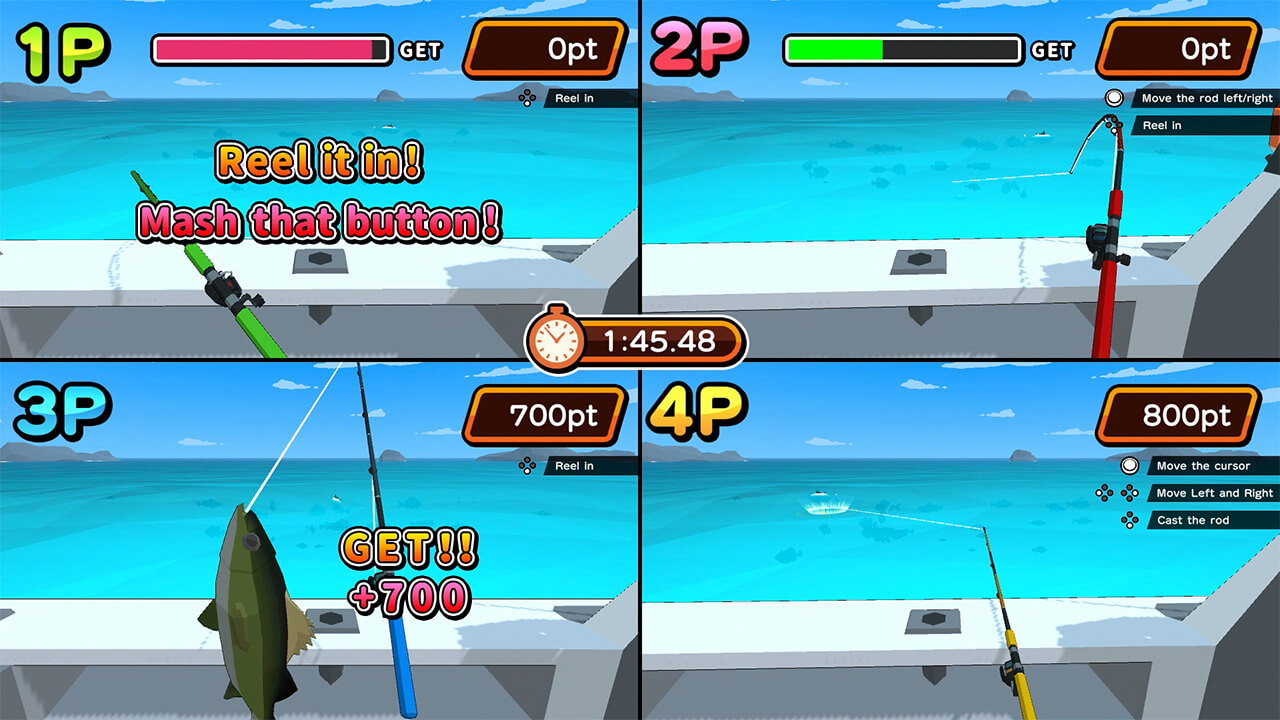 1P
GET
0pt
Reel in
Reel it in!
Mash that button!
2P
GET
0pt
Move the rod left/right
Reel in
1:45.48
3P
700pt
Reel in
GET!!
+700
4P
800pt
Move the cursor
Move Left and Right
Cast the rod